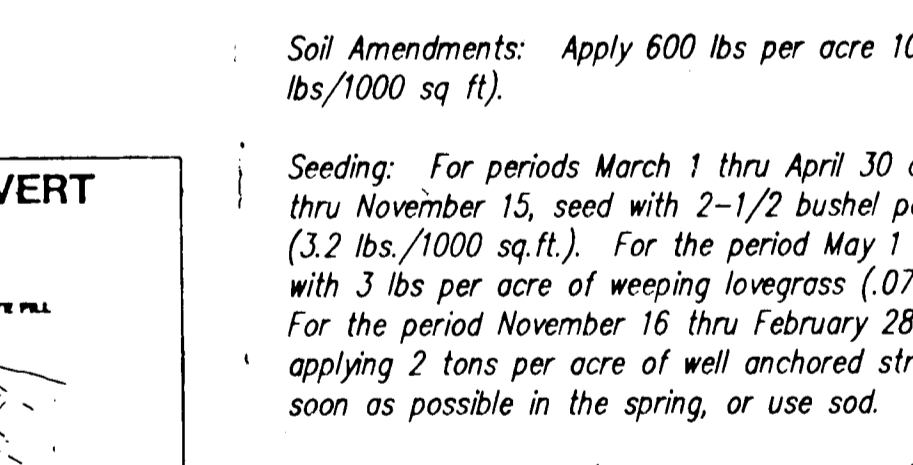 Soil Amendments: Apply 600 lbs per acre 10
lbs/1000 sq ft).
Seeding: For periods March 1 thru April 30
thru November 15, seed with 2-1/2 bushel
(3.2 lbs./1000 sq.ft.). For the period May 1
with 3 lbs per acre of weeping lovegrass (.07
For the period November 16 thru February 28
applying 2 tons per acre of well anchored str
soon as possible in the spring, or use sod.
VERT
FILL